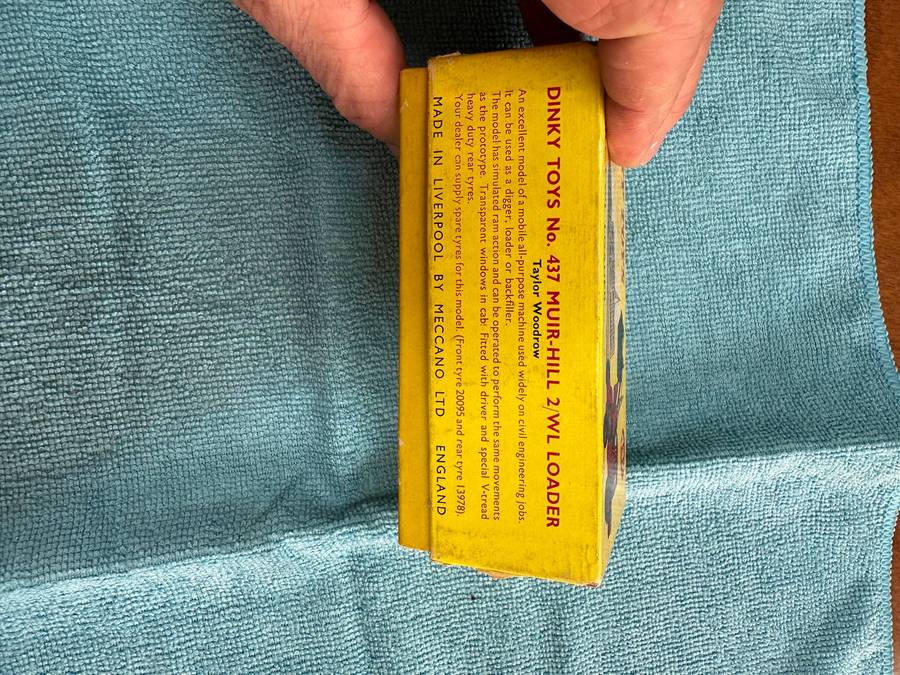 DINKY TOYS No. 437 MUIR-HILL 2/WL LOADER
Taylor Woodrow
An excellent model of a mobile all-purpose machine used widely on civil engineering jobs.
It can be used as a digger, loader or backfiller.
The model has simulated ram action and can be operated to perform the same movements
as the prototype. Transparent windows in cab. Fitted with driver and special V-tread
heavy duty rear tyres.
Your dealer can supply spare tyres for this model. (Front tyre 20095 and rear tyre 13978).
MADE IN LIVERPOOL BY MECCANO LTD ENGLAND